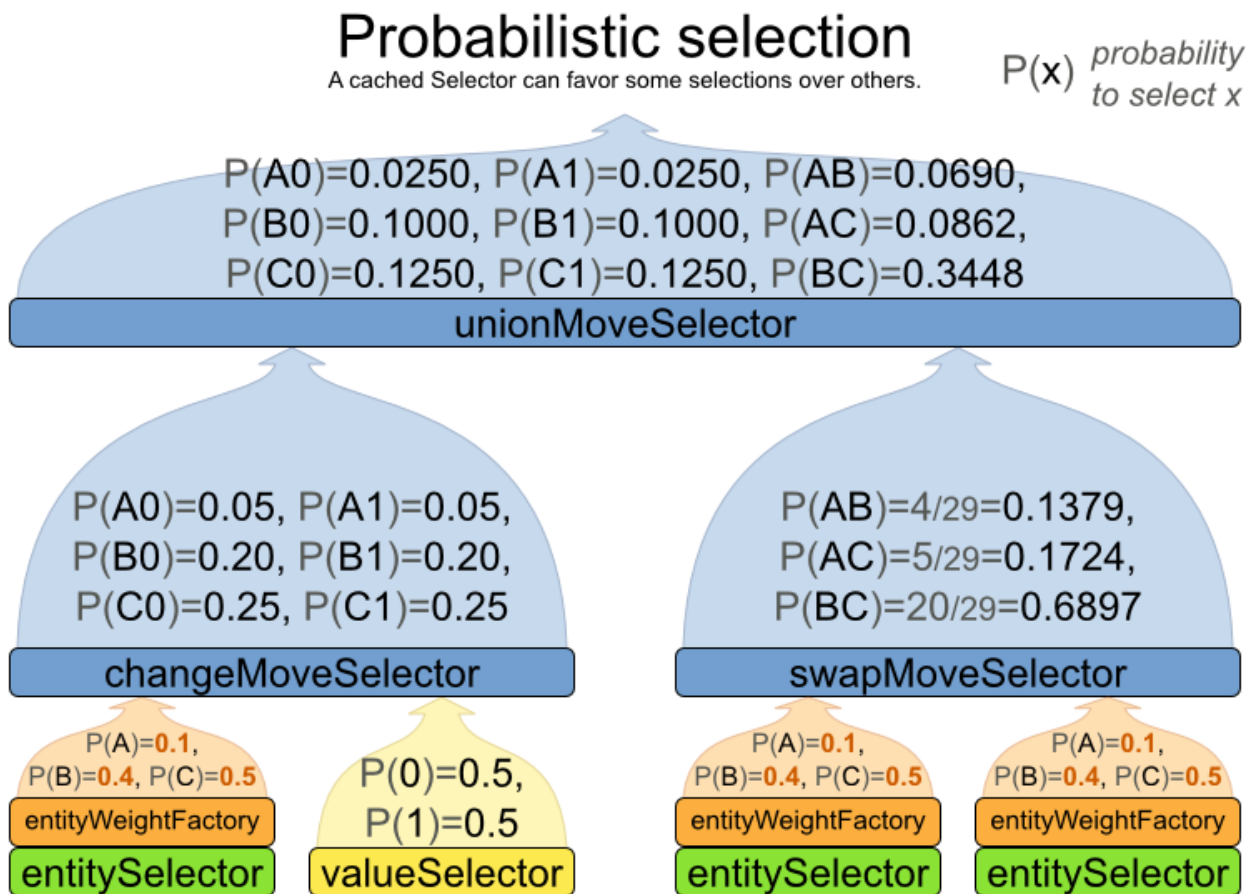 Probabilistic selection
A cached Selector can favor some selections over others.
P(x) probability
to select x
P(A0)=0.0250, P(A1)=0.0250, P(AB)=0.0690,
P(B0)=0.1000, P(B1)=0.1000, P(AC)=0.0862,
P(C0)=0.1250, P(C1)=0.1250, P(BC)=0.3448
unionMoveSelector
P(A0)=0.05, P(A1)=0.05,
P(B0)=0.20, P(B1)=0.20,
P(C0)=0.25, P(C1)=0.25
changeMoveSelector
P(AB)=4/29=0.1379,
P(AC)=5/29=0.1724,
P(BC)=20/29=0.6897
swapMoveSelector
P(A)=0.1,
P(B)=0.4, P(C)=0.5
entityWeightFactory
entitySelector
P(0)=0.5,
P(1)=0.5
valueSelector
P(A)=0.1,
P(B)=0.4, P(C)=0.5
entityWeightFactory
entitySelector
P(A)=0.1,
P(B)=0.4, P(C)=0.5
entityWeightFactory
entitySelector